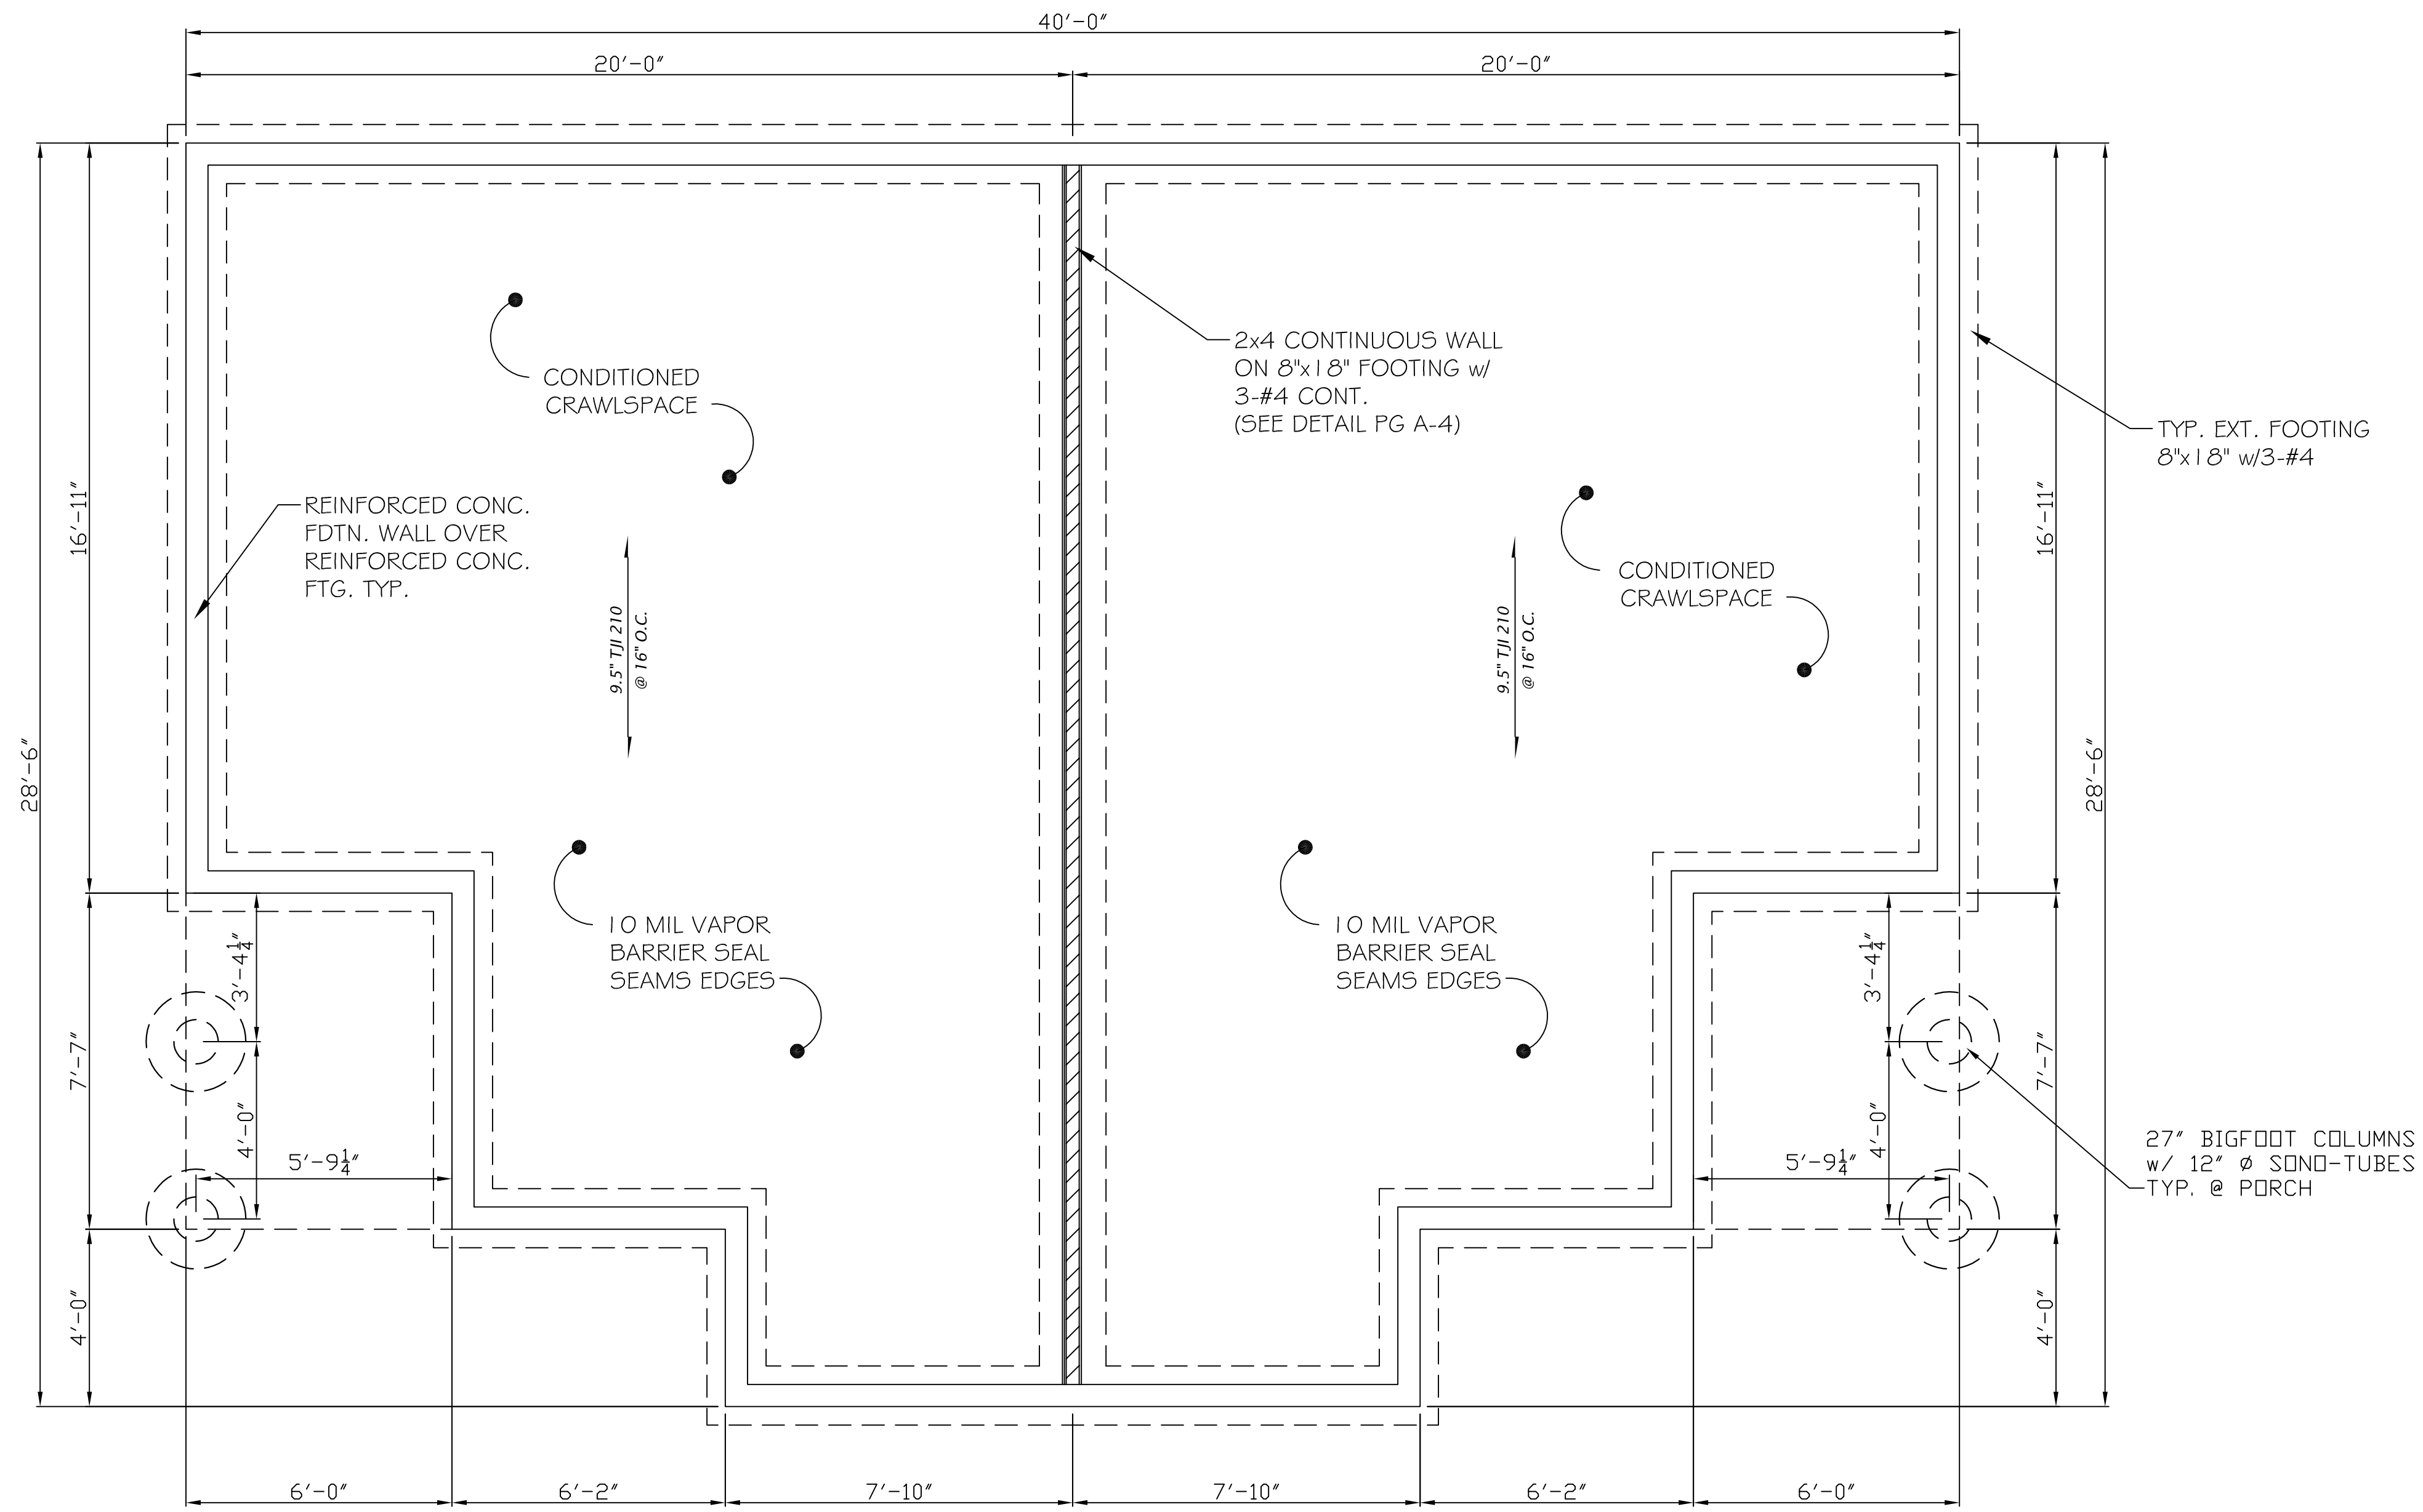 40'-0"
20'-0"
20'-0"
28'-6"
16'-11"
7'-7"
4'-0"
CONDITIONED
CRAWLSPACE
REINFORCED CONC.
FDTN. WALL OVER
REINFORCED CONC.
FTG. TYP.
9.5" TJI 210
@ 16" O.C.
2x4 CONTINUOUS WALL
ON 8"x18" FOOTING w/
3-#4 CONT.
(SEE DETAIL PG A-4)
9.5" TJI 210
@ 16" O.C.
CONDITIONED
CRAWLSPACE
TYP. EXT. FOOTING
8"x18" w/3-#4
16'-11"
28'-6"
10 MIL VAPOR
BARRIER SEAL
SEAMS EDGES
10 MIL VAPOR
BARRIER SEAL
SEAMS EDGES
3'-4 1/4"
4'-0"
5'-9 1/4"
3'-4 1/4"
4'-0"
5'-9 1/4"
7'-7"
4'-0"
27" BIGFOOT COLUMNS
w/ 12" Ø SONO-TUBES
TYP. @ PORCH
6'-0"
6'-2"
7'-10"
7'-10"
6'-2"
6'-0"